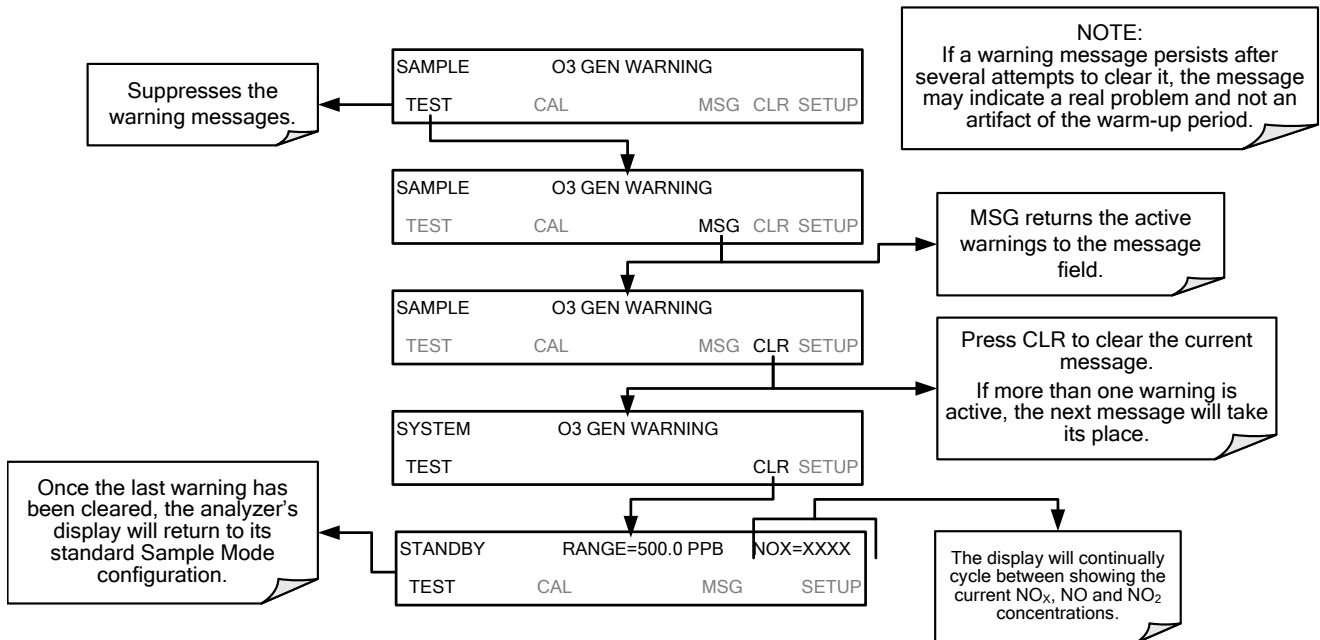 NOTE:
If a warning message persists after
several attempts to clear it, the message
may indicate a real problem and not an
artifact of the warm-up period.
Suppresses the
warning messages.
SAMPLE O3 GEN WARNING
TEST CAL MSG CLR SETUP
SAMPLE O3 GEN WARNING
TEST CAL MSG CLR SETUP
MSG returns the active
warnings to the message
field.
SAMPLE O3 GEN WARNING
TEST CAL MSG CLR SETUP
Press CLR to clear the current
message.
If more than one warning is
active, the next message will take
its place.
SYSTEM O3 GEN WARNING
TEST CLR SETUP
Once the last warning has
been cleared, the analyzer's
display will return to its
standard Sample Mode
configuration.
STANDBY RANGE=500.0 PPB NOX=XXXX
TEST CAL MSG SETUP
The display will continually
cycle between showing the
current NOX, NO and NO2
concentrations.